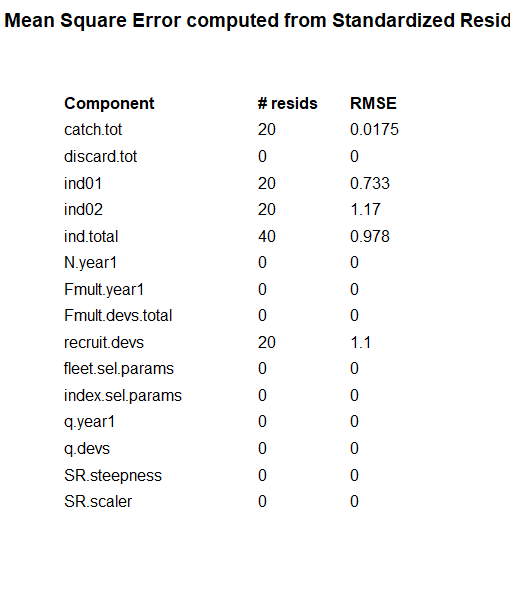 Mean Square Error computed from Standardized Resid
Component # resids RMSE
catch.tot 20 0.0175
discard.tot 0 0
ind01 20 0.733
ind02 20 1.17
ind.total 40 0.978
N.year1 0 0
Fmult.year1 0 0
Fmult.devs.total 0 0
recruit.devs 20 1.1
fleet.sel.params 0 0
index.sel.params 0 0
q.year1 0 0
q.devs 0 0
SR.steepness 0 0
SR.scaler 0 0